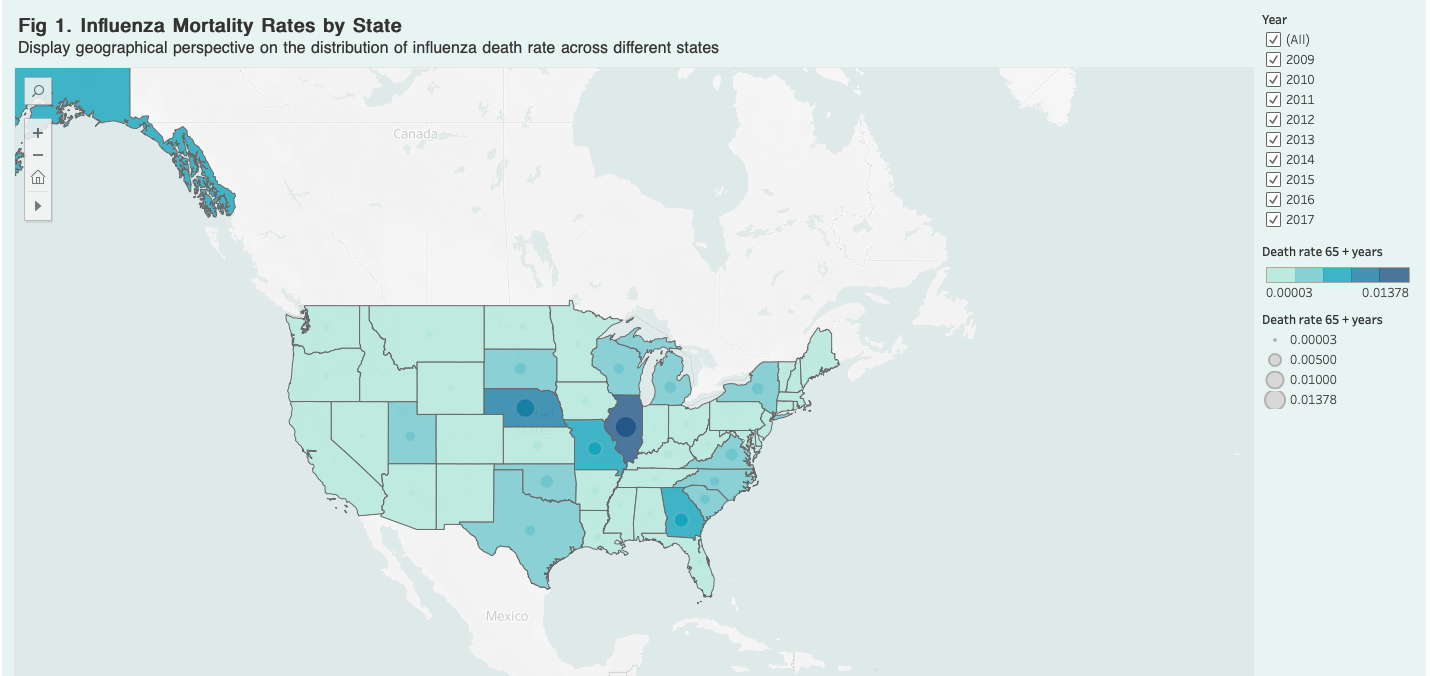 Fig 1. Influenza Mortality Rates by State
Display geographical perspective on the distribution of influenza death rate across different states
Canada
Mexico
Year
(All)
2009
2010
2011
2012
2013
2014
2015
2016
2017
Death rate 65 + years
0.00003 0.01378
Death rate 65 + years
0.00003
0.00500
0.01000
0.01378